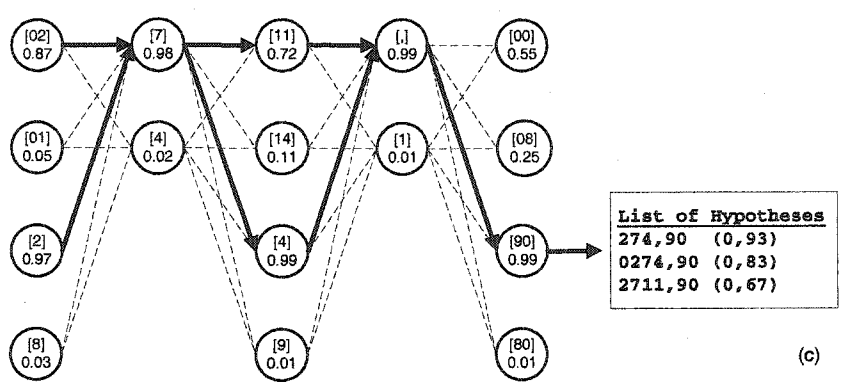 [02] [7] [11] [,] [00]
0.87 0.98 0.72 0.99 0.55
[01] [4] [14] [1] [08]
0.05 0.02 0.11 0.01 0.25
[2] [4] [90]
0.97 0.99 0.99
[8] [9] [80]
0.03 0.01 0.01
List of Hypotheses
274,90 (0,93)
0274,90 (0,83)
2711,90 (0,67)
(c)